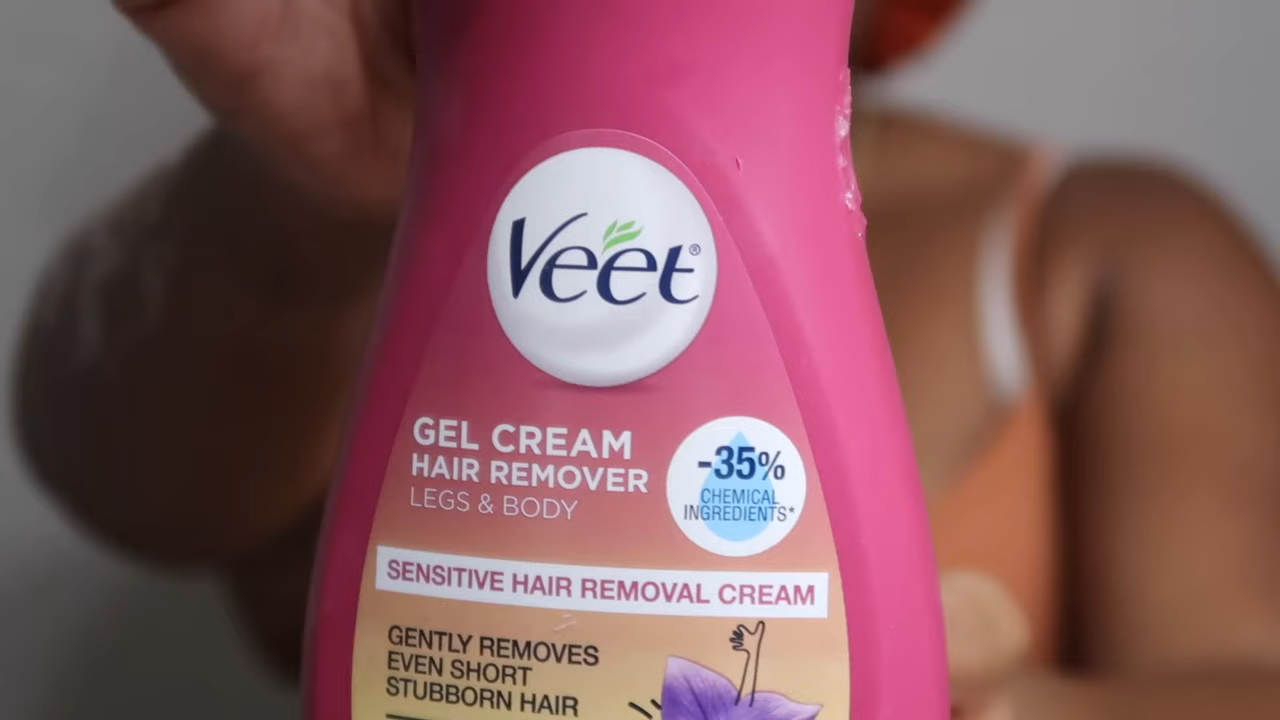 Veet®
GEL CREAM
HAIR REMOVER
LEGS & BODY
-35%
CHEMICAL
INGREDIENTS*
SENSITIVE HAIR REMOVAL CREAM
GENTLY REMOVES
EVEN SHORT
STUBBORN HAIR